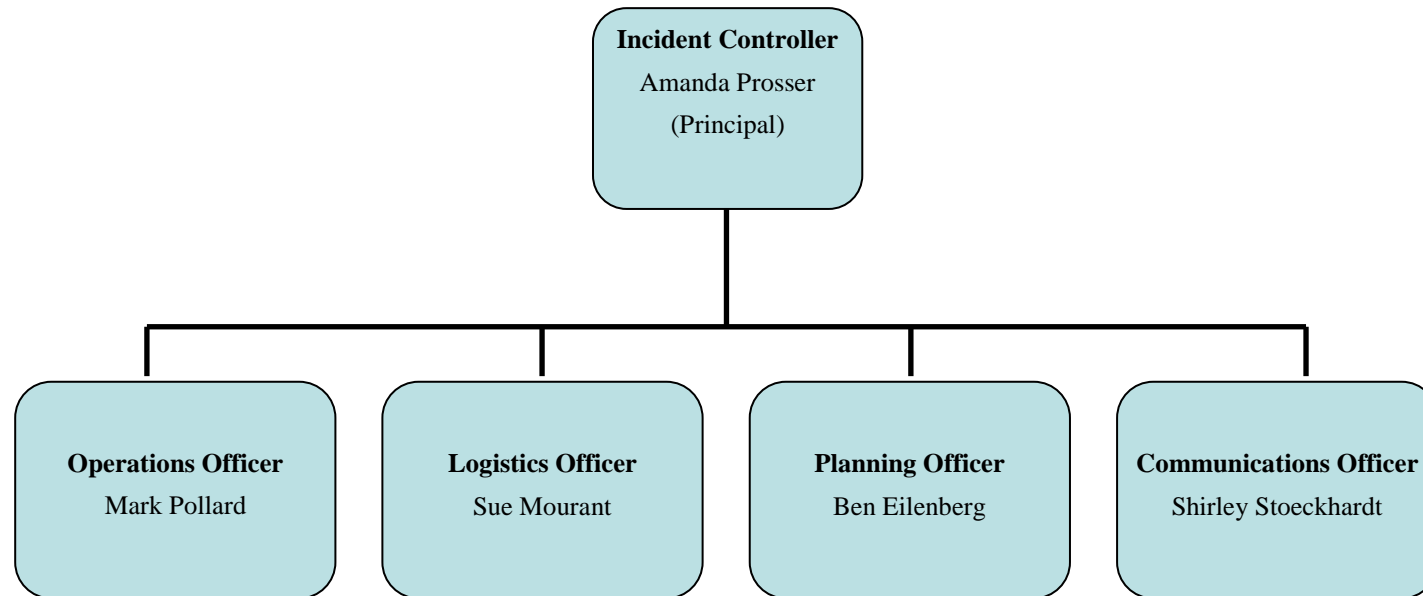 Incident Controller
Amanda Prosser
(Principal)
Operations Officer
Mark Pollard
Logistics Officer
Sue Mourant
Planning Officer
Ben Eilenberg
Communications Officer
Shirley Stoeckhardt